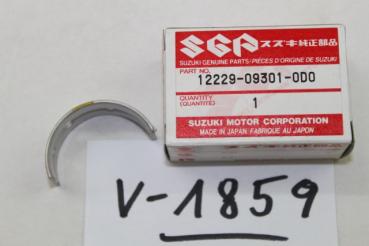 SGP スズキ純正部品
SUZUKI GENUINE PARTS/PIÈCES D'ORIGINE DE SUZUKI
PART NO. 12229-09301-0D0
QUANTITY
(QUANTITÉ) 1
SUZUKI MOTOR CORPORATION
MADE IN JAPAN FABRIQUÉ AU JAPON
V-1859